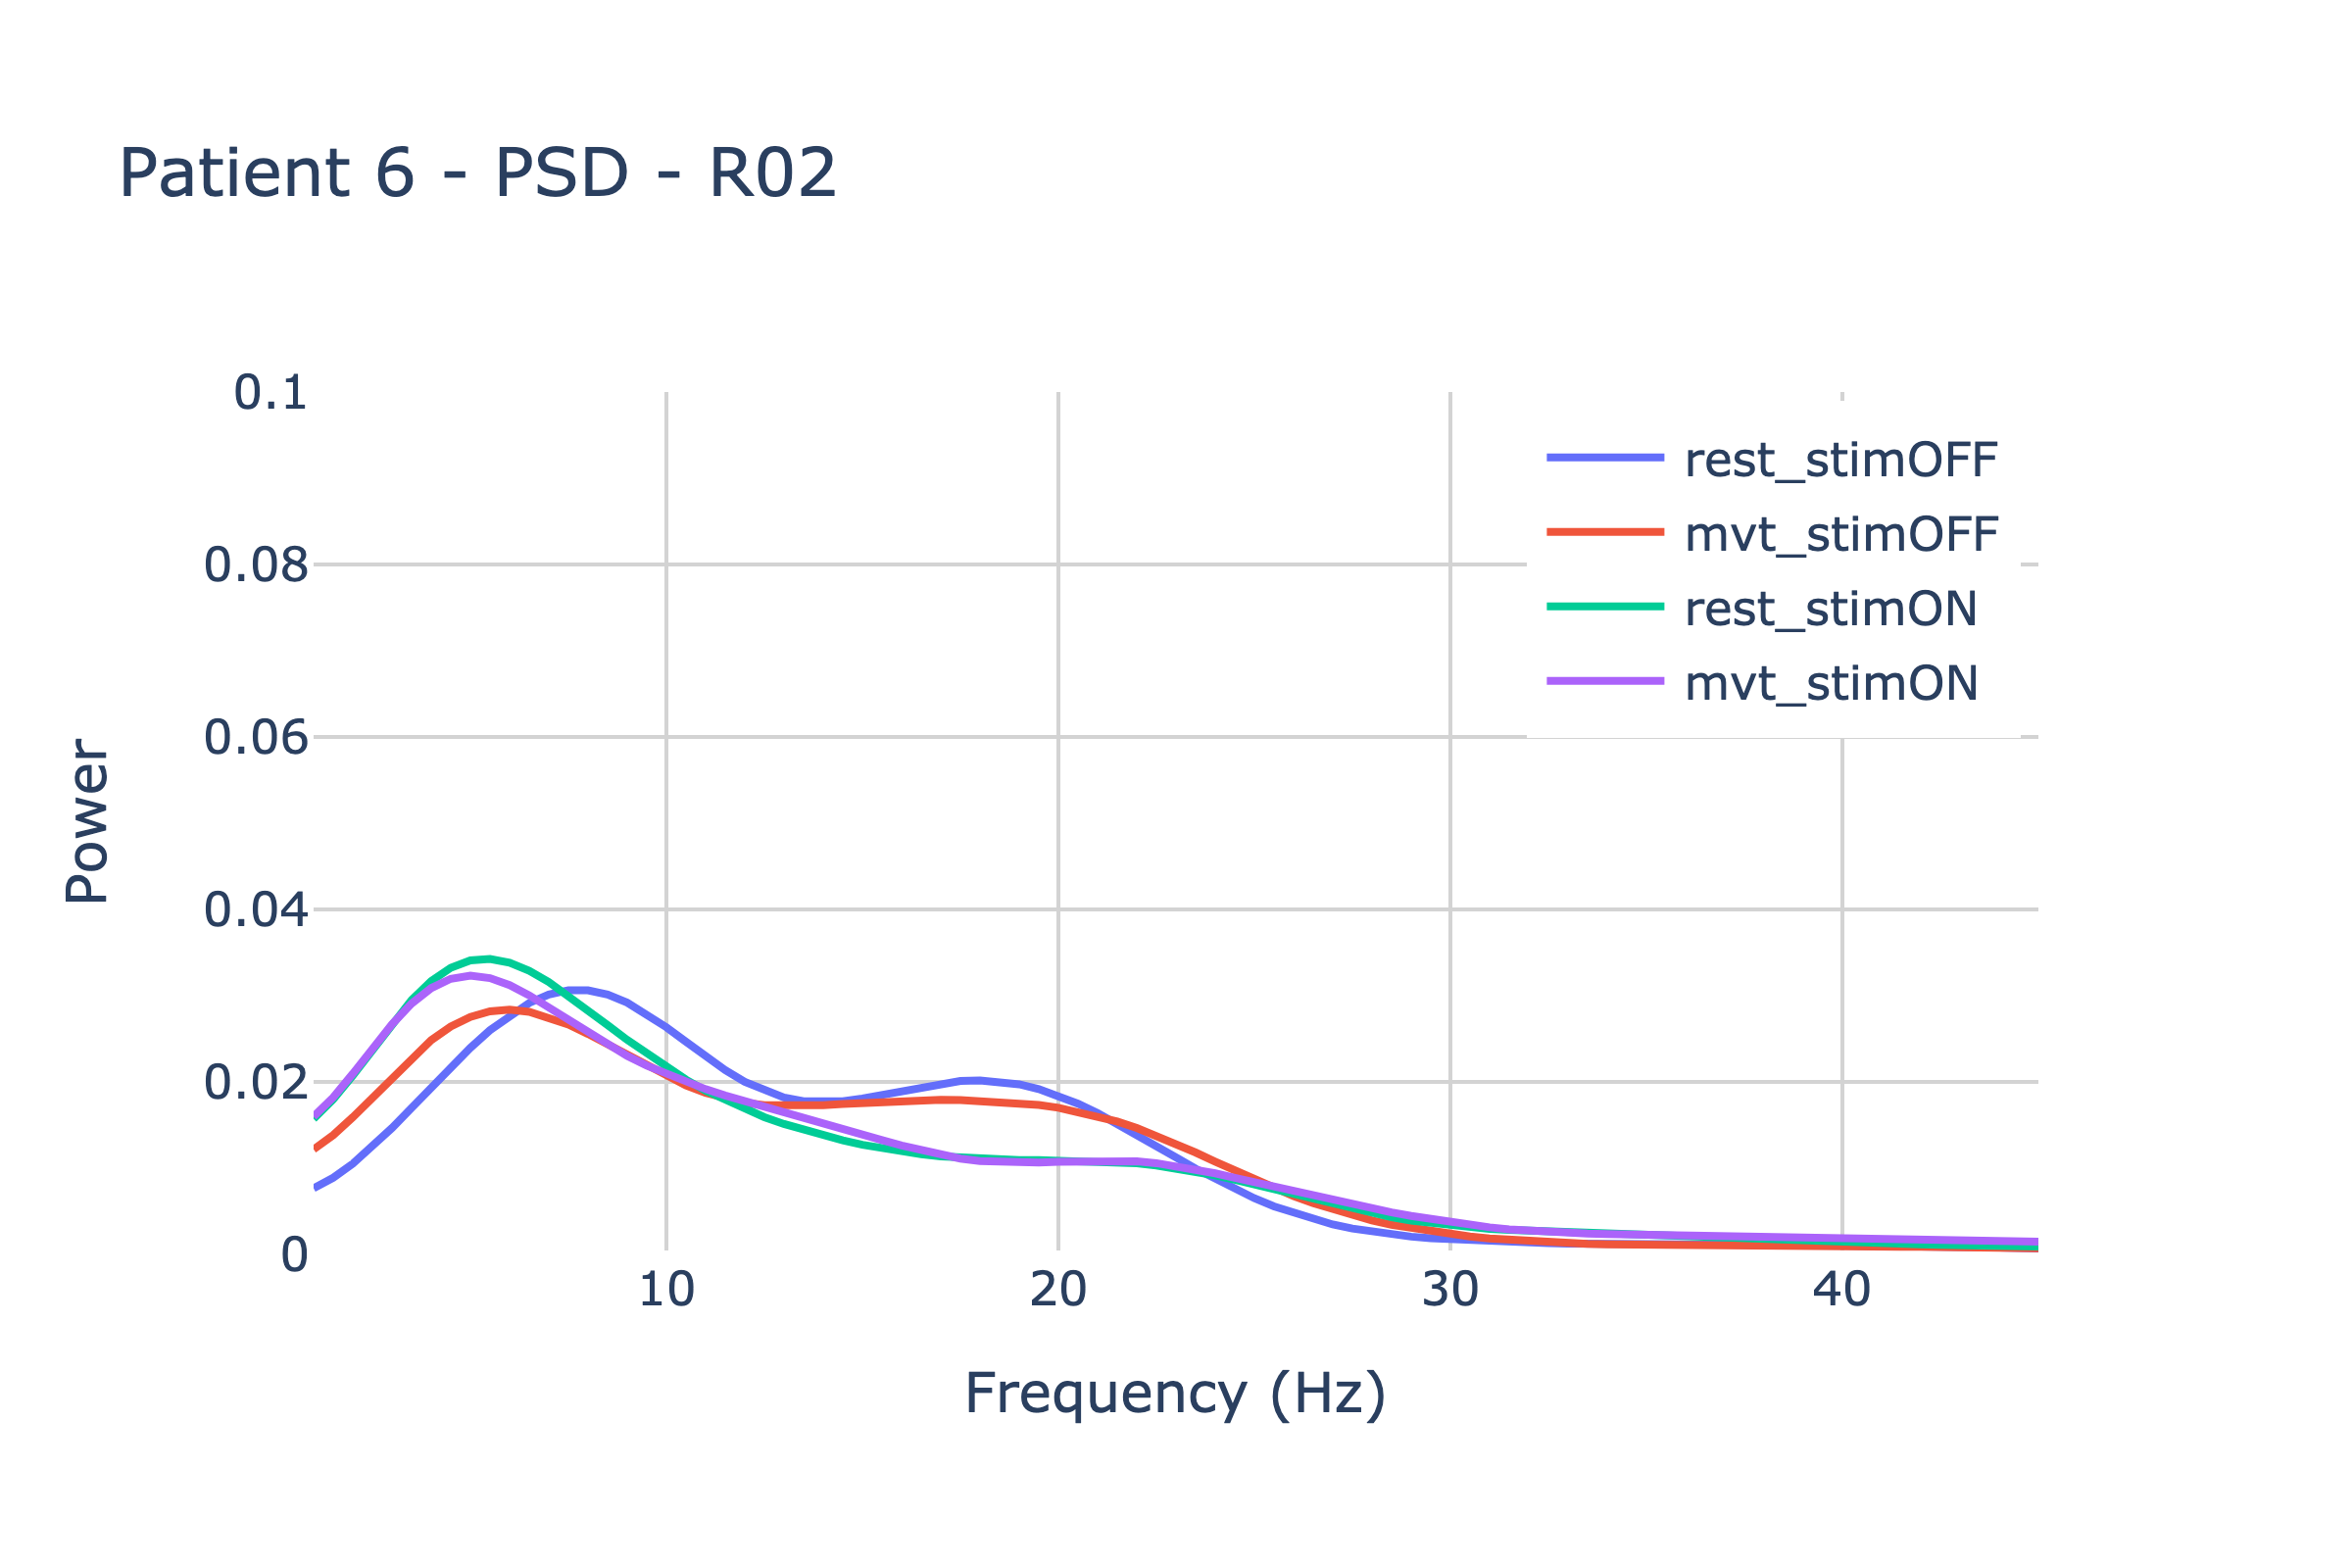 Patient 6 - PSD - R02
0.1
0.08
0.06
0.04
0.02
0
Power
10 20 30 40
Frequency (Hz)
rest_stimOFF
mvt_stimOFF
rest_stimON
mvt_stimON